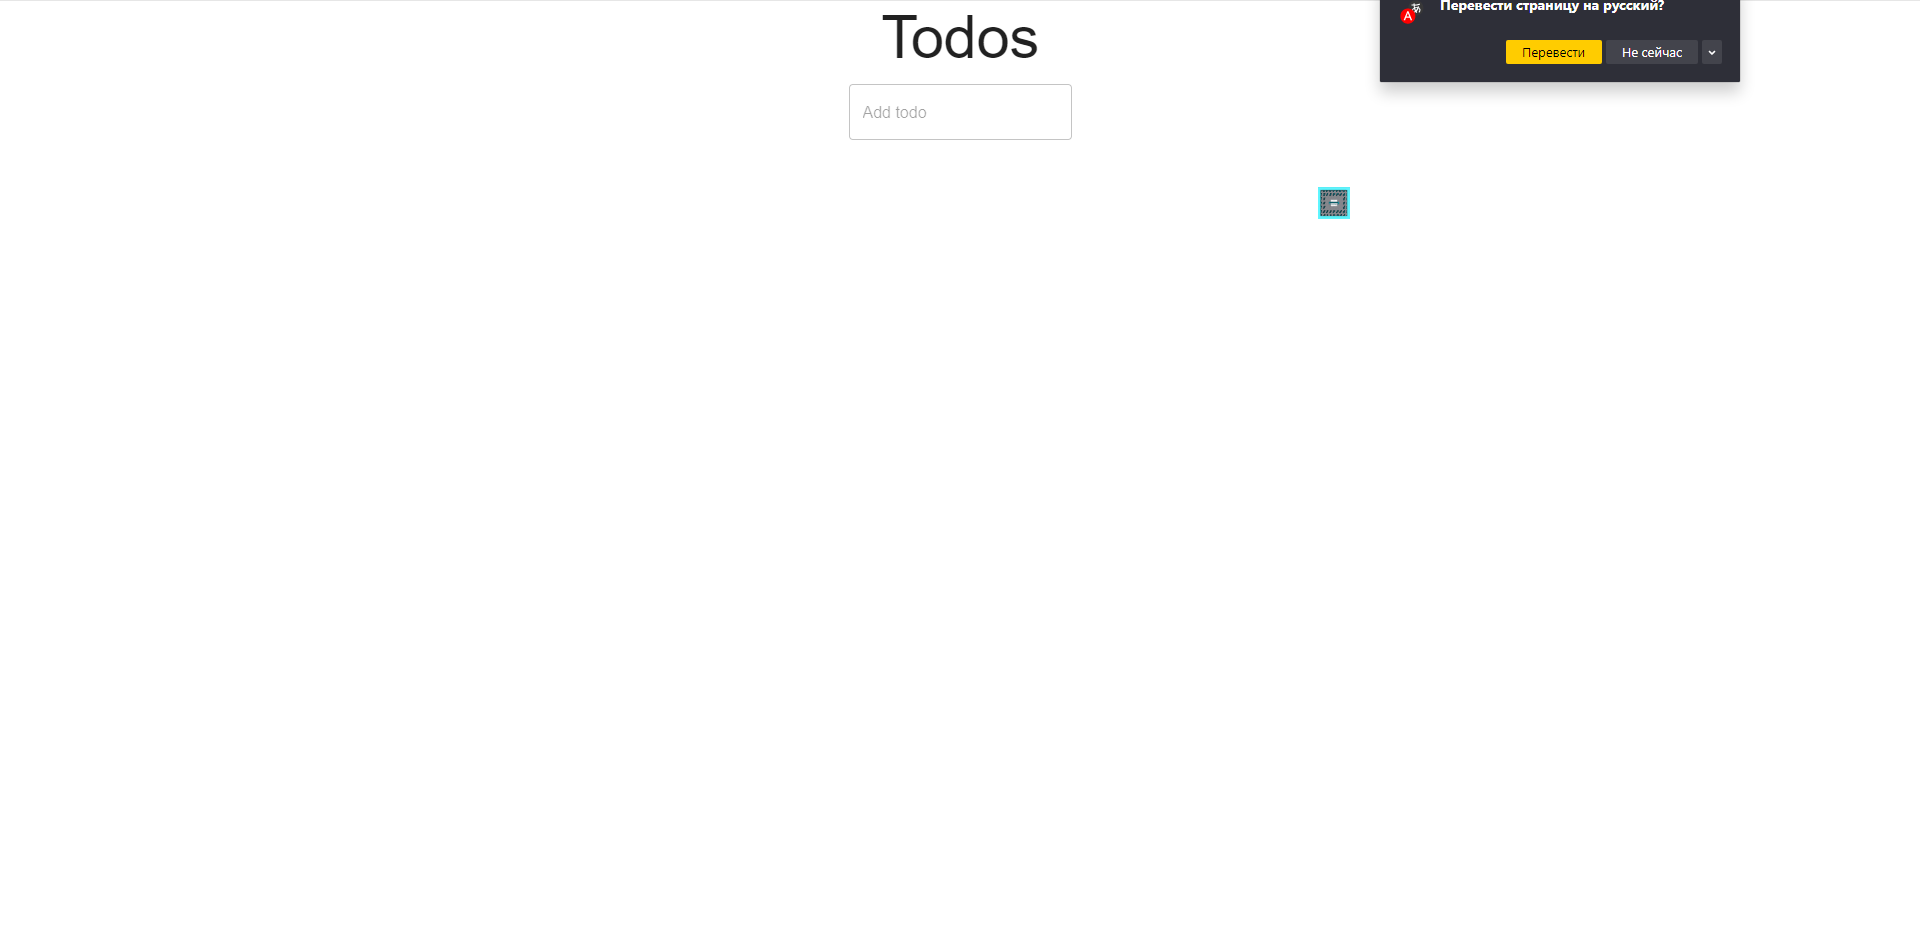 Todos
Add todo
Перевести страницу на русский?
Перевести
Не сейчас